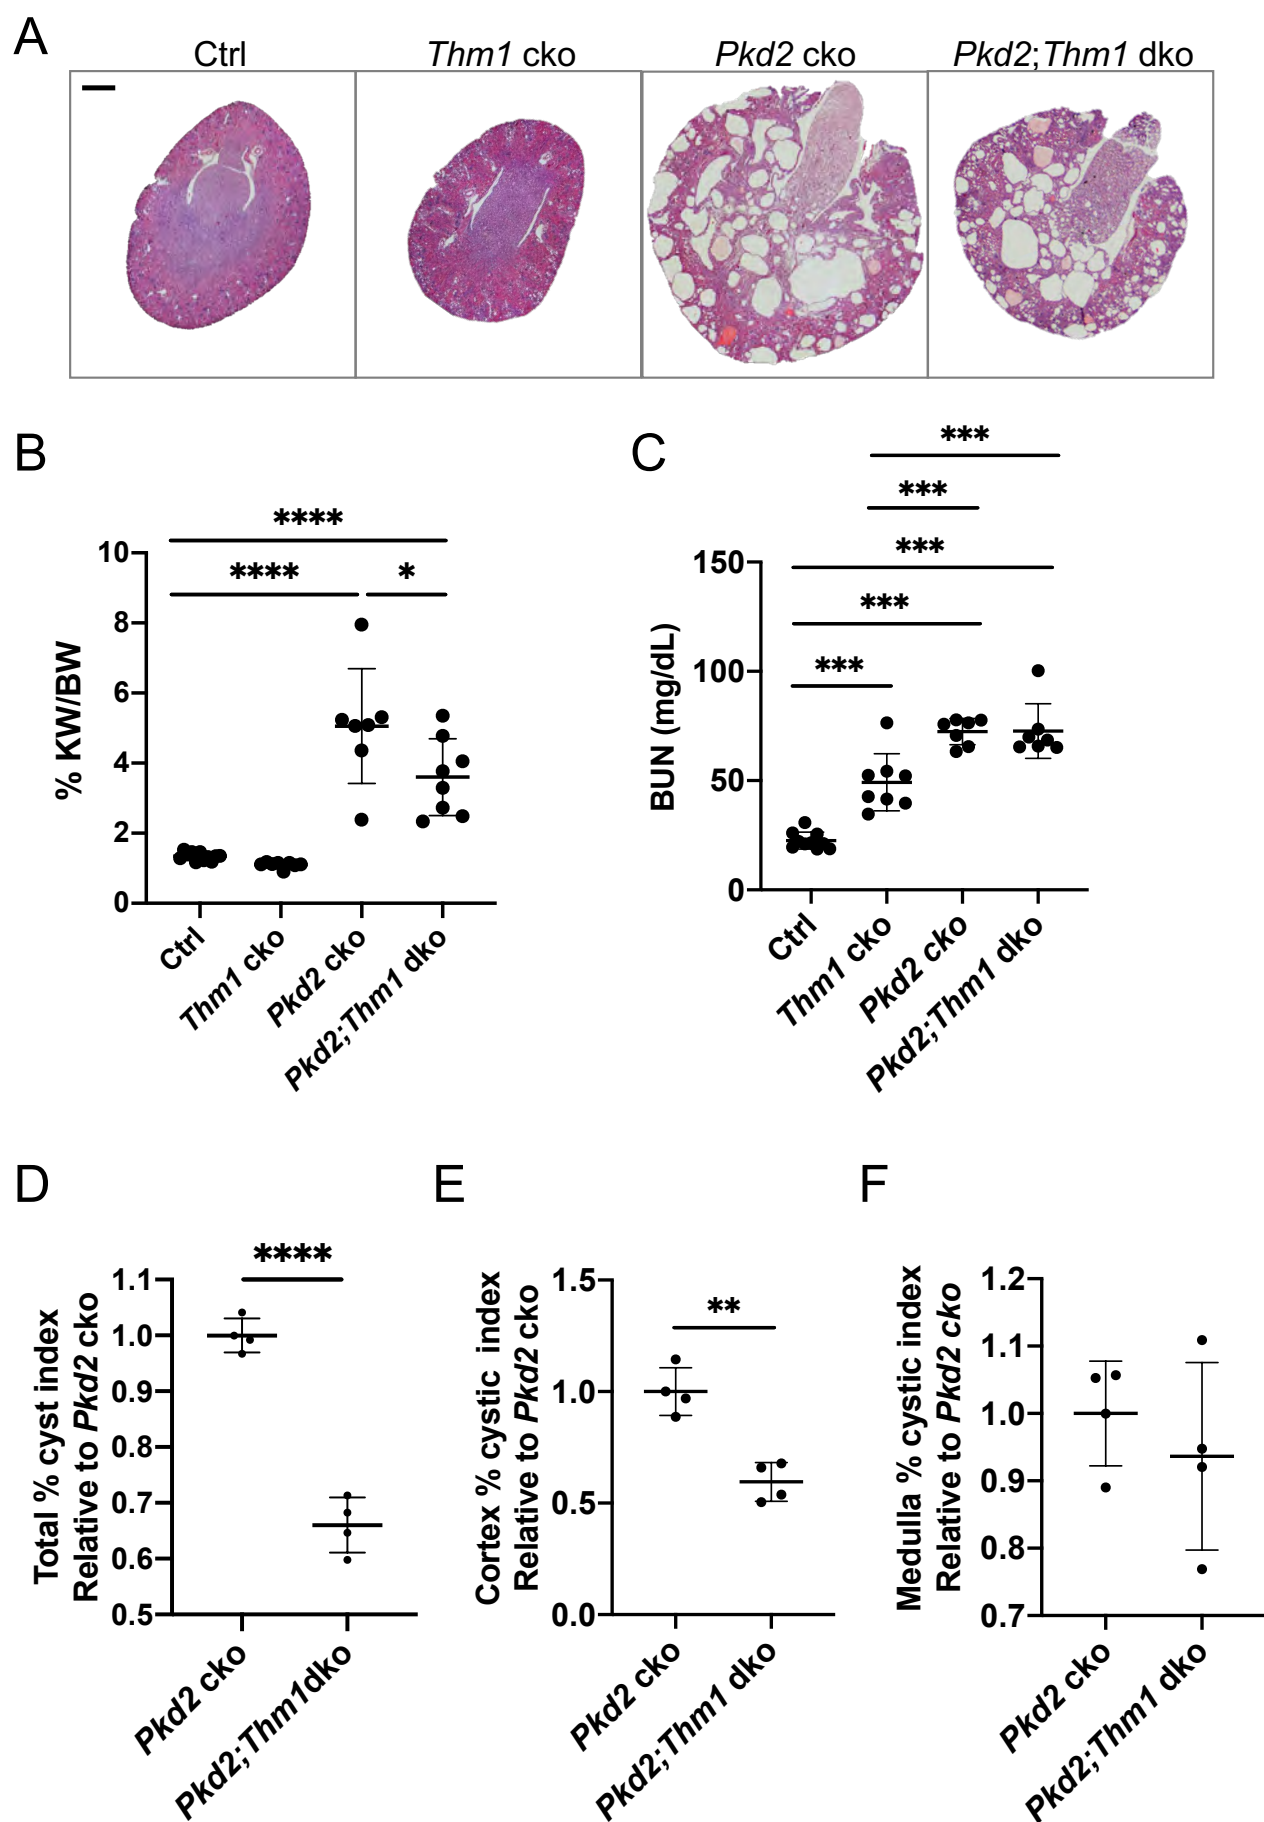 A
Ctrl
Thm1 cko
Pkd2 cko
Pkd2;Thm1 dko
B
****
****
*
% KW/BW
10
8
6
4
2
0
Ctrl
Thm1 cko
Pkd2 cko
Pkd2;Thm1 dko
C
***
***
***
***
***
BUN (mg/dL)
150
100
50
0
Ctrl
Thm1 cko
Pkd2 cko
Pkd2;Thm1 dko
D
****
Total % cyst index
Relative to Pkd2 cko
1.1
1.0
0.9
0.8
0.7
0.6
0.5
Pkd2 cko
Pkd2;Thm1dko
E
**
Cortex % cystic index
Relative to Pkd2 cko
1.5
1.0
0.5
0.0
Pkd2 cko
Pkd2;Thm1 dko
F
Medulla % cystic index
Relative to Pkd2 cko
1.2
1.1
1.0
0.9
0.8
0.7
Pkd2 cko
Pkd2;Thm1 dko